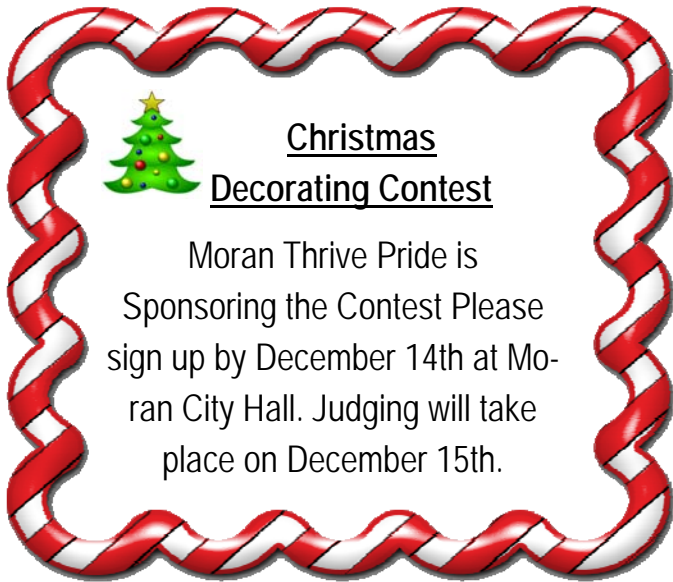 Christmas
Decorating Contest
Moran Thrive Pride is
Sponsoring the Contest Please
sign up by December 14th at Mo-
ran City Hall. Judging will take
place on December 15th.